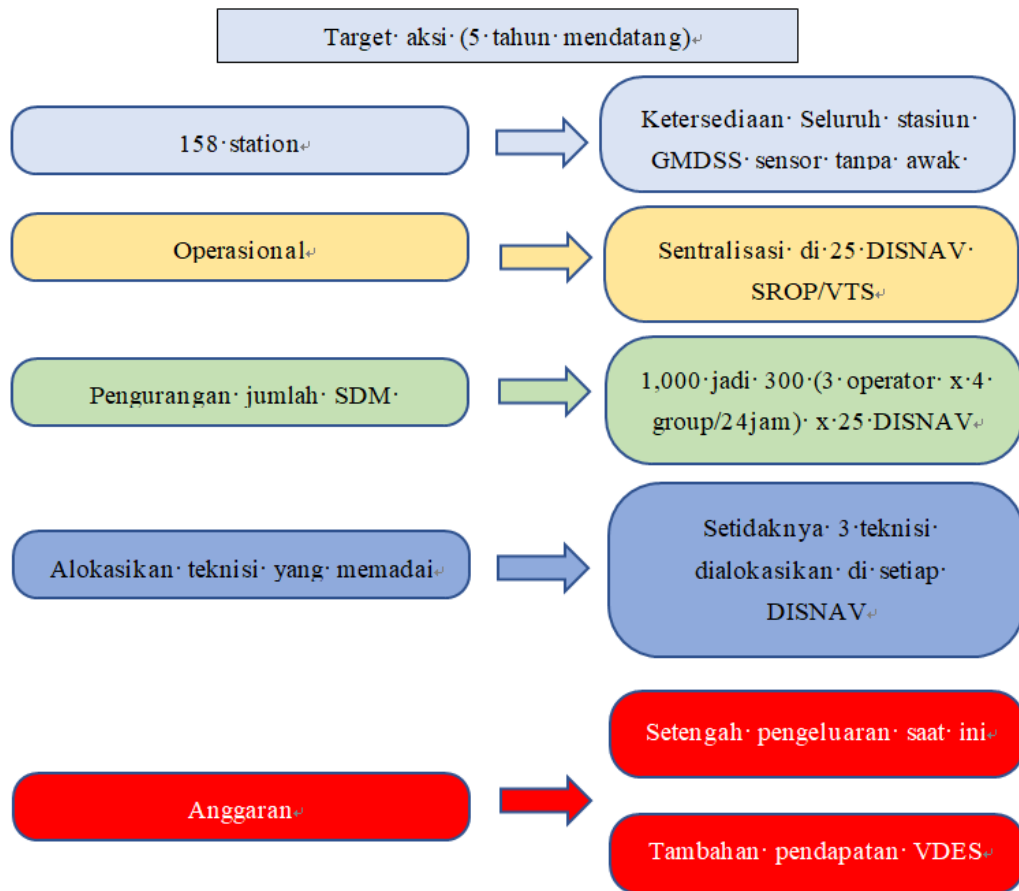 Target aksi (5 tahun mendatang)
158 station
Ketersediaan Seluruh stasiun
GMDSS sensor tanpa awak
Operasional
Sentralisasi di 25 DISNAV
SROP/VTS
Pengurangan jumlah SDM
1,000 jadi 300 (3 operator x 4
group/24jam) x 25 DISNAV
Alokasikan teknisi yang memadai
Setidaknya 3 teknisi
dialokasikan di setiap
DISNAV
Anggaran
Setengah pengeluaran saat ini
Tambahan pendapatan VDES